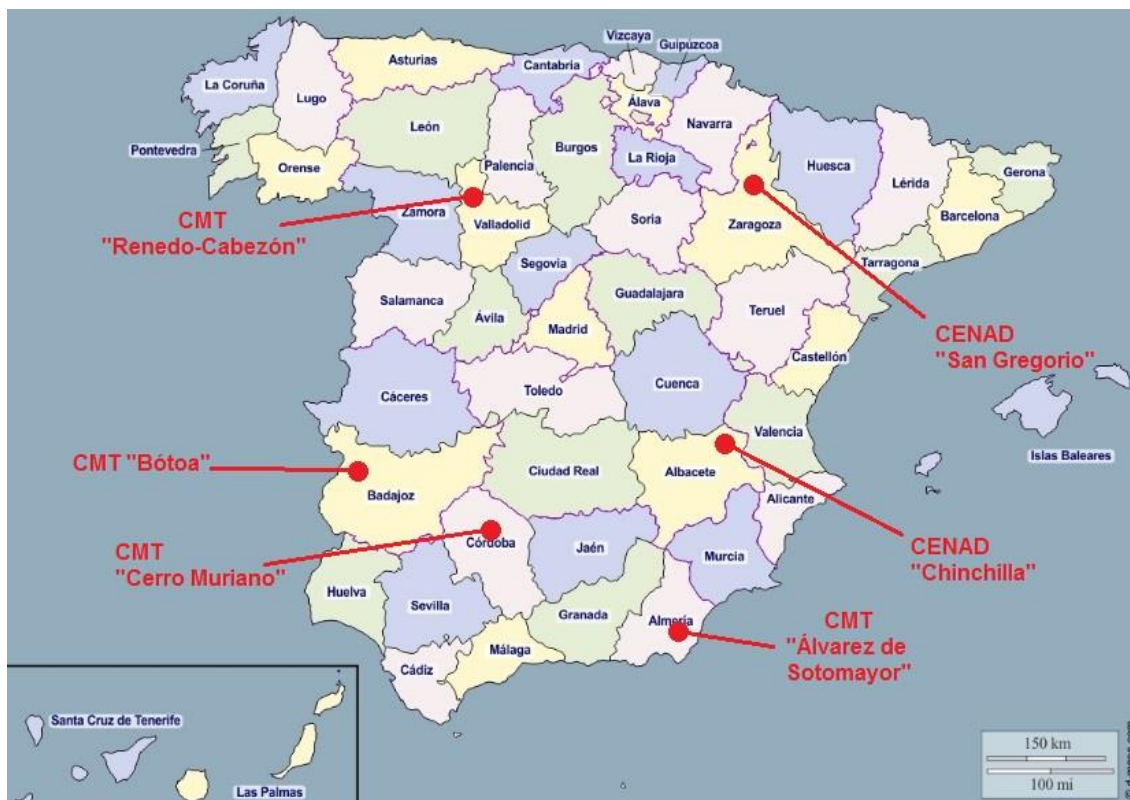 Vizcaya
Guipúzcoa
Asturias
Cantabria
La Coruña
Lugo
Álava
Navarra
León
Huesca
Gerona
Pontevedra
Burgos
La Rioja
Palencia
Lérida
Orense
Barcelona
CMT
"Renedo-Cabezón"
Zamora
Valladolid
Soria
Zaragoza
Tarragona
Segovia
Salamanca
Guadalajara
Teruel
Ávila
Madrid
CENAD
"San Gregorio"
Castellón
Cuenca
Cáceres
Toledo
Valencia
Islas Baleares
CMT "Bótoa"
Ciudad Real
Albacete
Badajoz
Alicante
CMT
"Cerro Muriano"
Córdoba
Jaén
Murcia
CENAD
"Chinchilla"
Huelva
Sevilla
Granada
Almería
CMT
"Álvarez de
Sotomayor"
Málaga
Cádiz
Santa Cruz de Tenerife
Las Palmas
150 km
100 mi